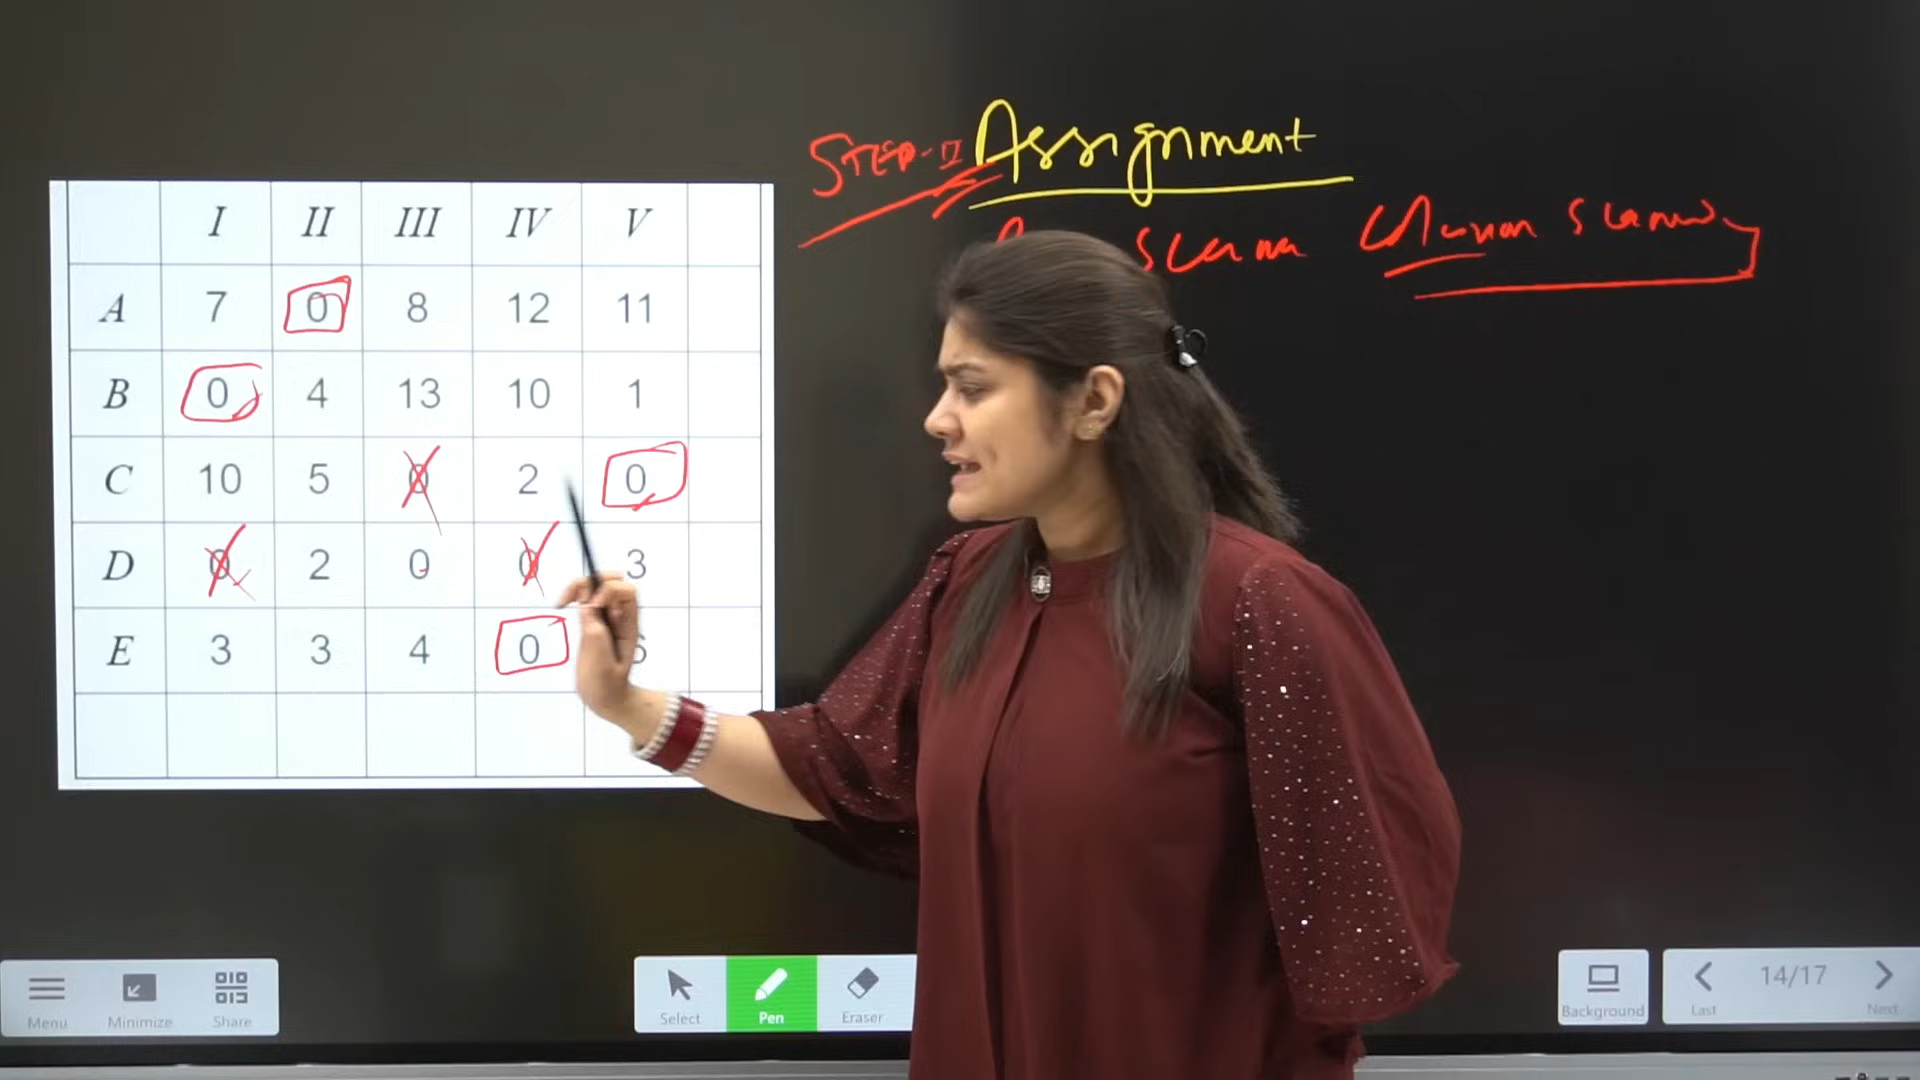 STEP-II Assignment
I II III IV V
A 7 0 8 12 11
B 0 4 13 10 1
C 10 5 0 2 0
D 0 2 0 0 3
E 3 3 4 0 6
Menu Minimize Share
Select Pen Eraser
Background
14/17
Last Next